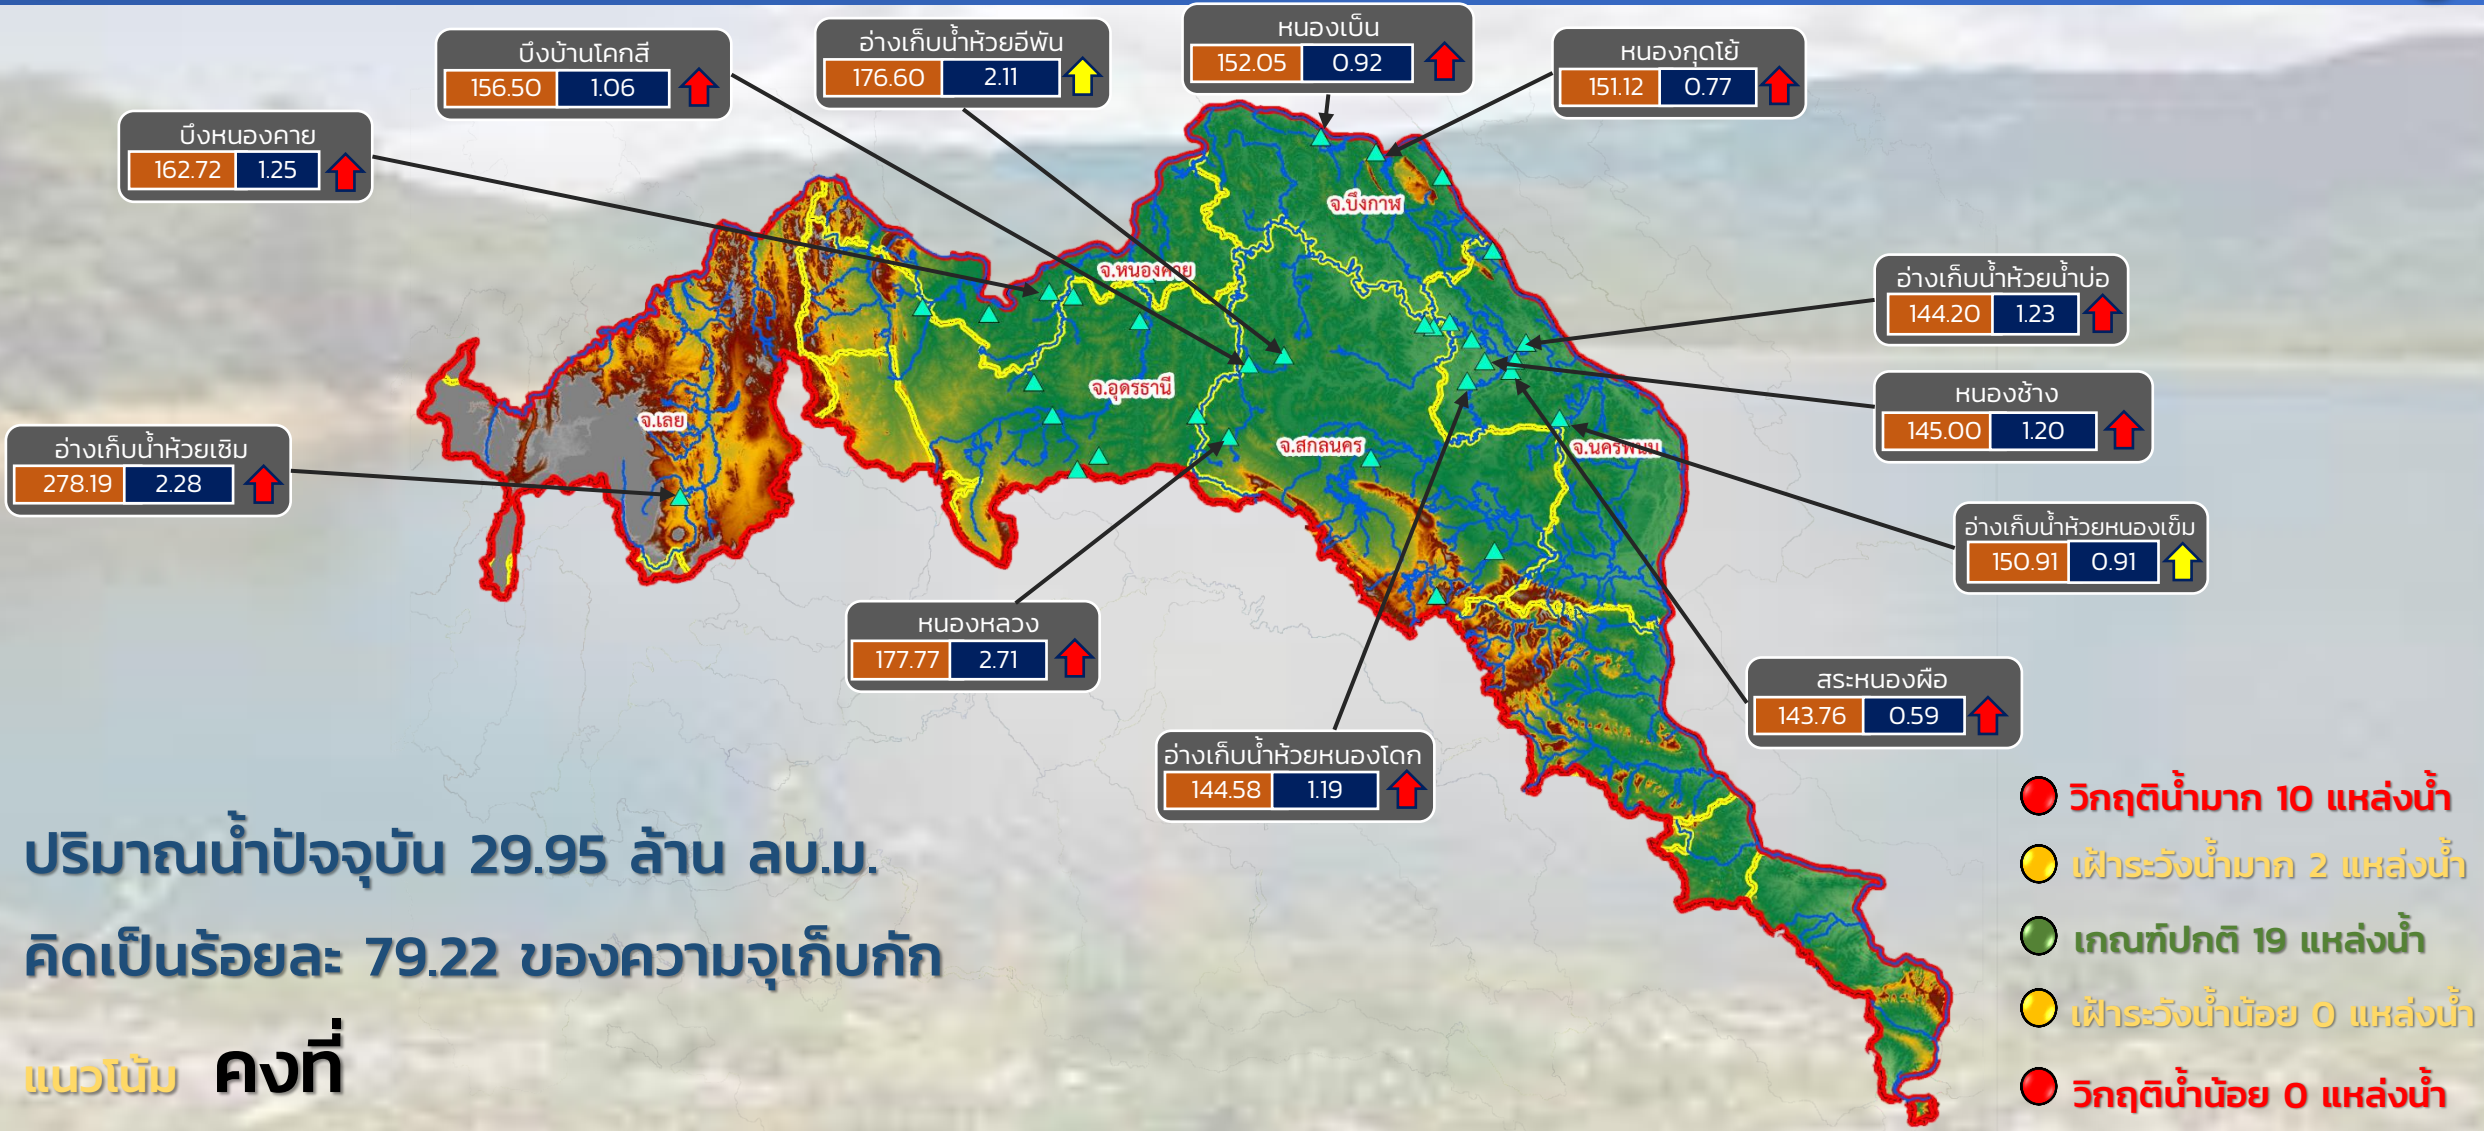 หนองเบ็น
152.05 0.92
อ่างเก็บน้ำห้วยอีพัน
176.60 2.11
บึงบ้านโคกสี
156.50 1.06
หนองกุดโย้
151.12 0.77
บึงหนองคาย
162.72 1.25
จ.บึงกาฬ
จ.หนองคาย
อ่างเก็บน้ำห้วยน้ำบ่อ
144.20 1.23
จ.อุดรธานี
หนองช้าง
145.00 1.20
จ.เลย
จ.สกลนคร
จ.นครพนม
อ่างเก็บน้ำห้วยเซิม
278.19 2.28
อ่างเก็บน้ำห้วยหนองเข็ม
150.91 0.91
หนองหลวง
177.77 2.71
สระหนองผือ
143.76 0.59
อ่างเก็บน้ำห้วยหนองโดก
144.58 1.19
ปริมาณน้ำปัจจุบัน 29.95 ล้าน ลบ.ม.
คิดเป็นร้อยละ 79.22 ของความจุเก็บกัก
แนวโน้ม คงที่
วิกฤติน้ำมาก 10 แหล่งน้ำ
เฝ้าระวังน้ำมาก 2 แหล่งน้ำ
เกณฑ์ปกติ 19 แหล่งน้ำ
เฝ้าระวังน้ำน้อย 0 แหล่งน้ำ
วิกฤติน้ำน้อย 0 แหล่งน้ำ